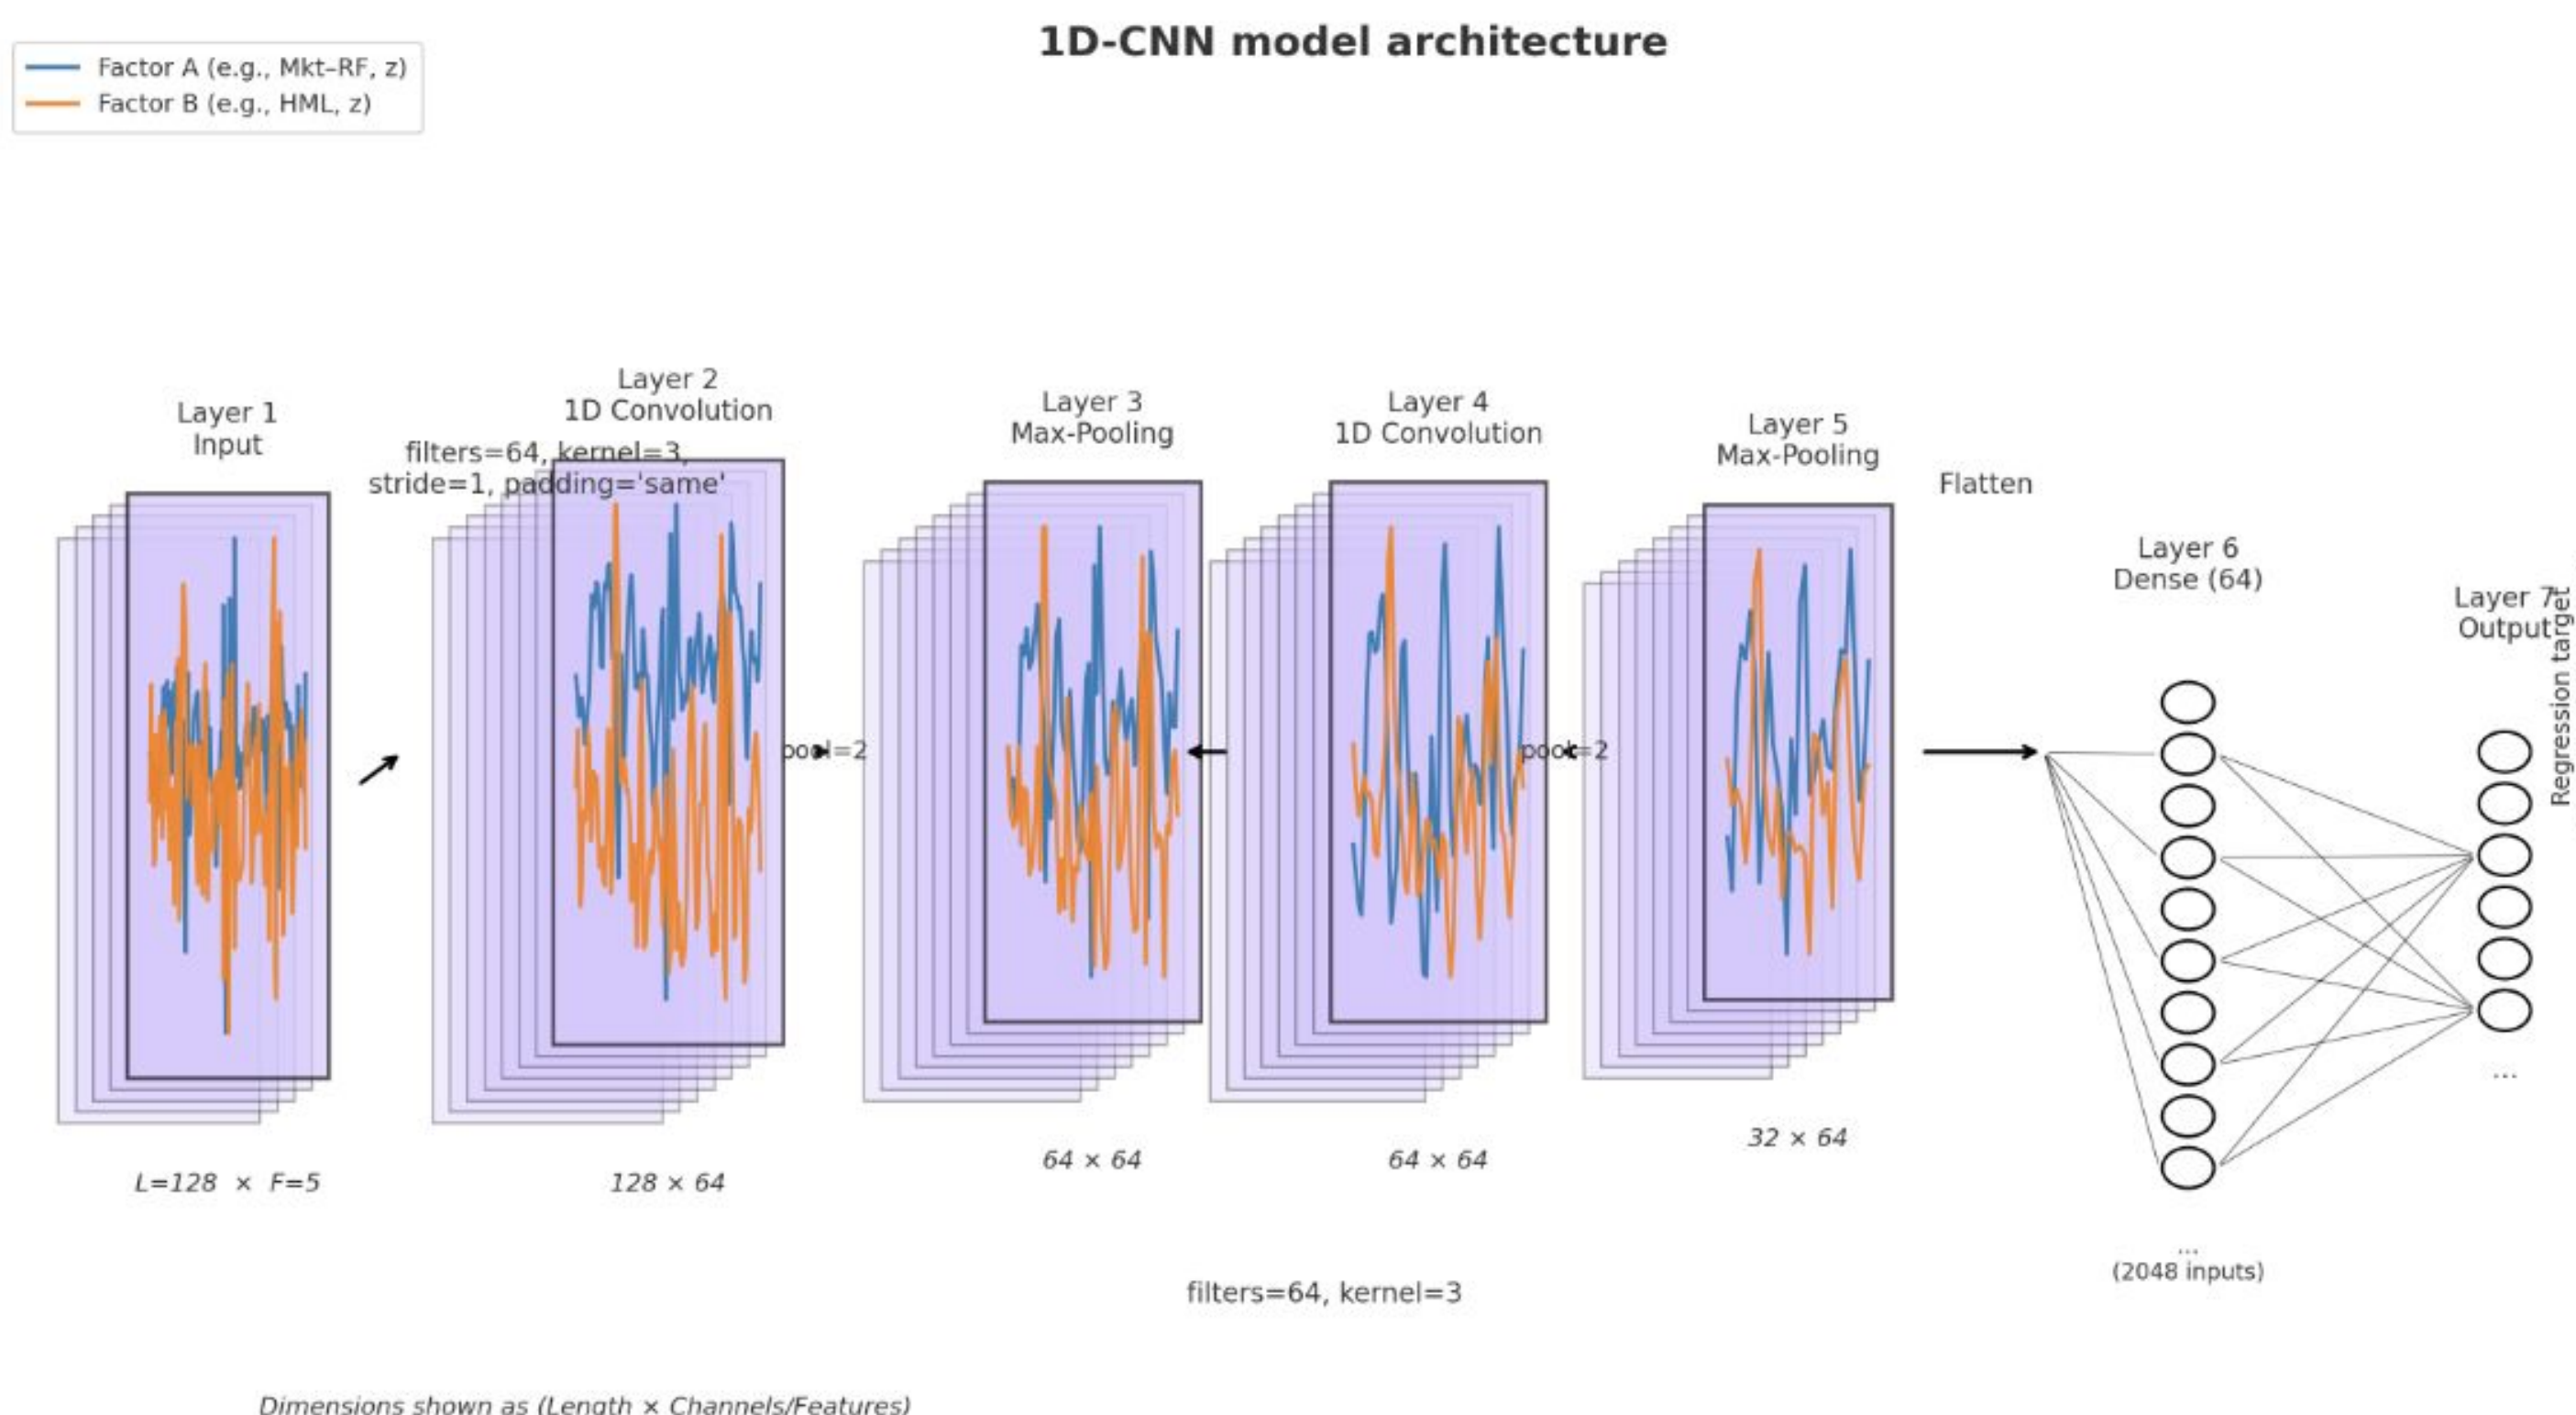 1D-CNN model architecture
Factor A (e.g., Mkt–RF, z)
Factor B (e.g., HML, z)
Layer 1
Input
L=128 × F=5
filters=64, kernel=3,
stride=1, padding='same'
Layer 2
1D Convolution
128 × 64
pool=2
Layer 3
Max-Pooling
64 × 64
filters=64, kernel=3
Layer 4
1D Convolution
64 × 64
pool=2
Layer 5
Max-Pooling
32 × 64
Flatten
Layer 6
Dense (64)
...
(2048 inputs)
Layer 7
Output
...
Regression target
Dimensions shown as (Length × Channels/Features)